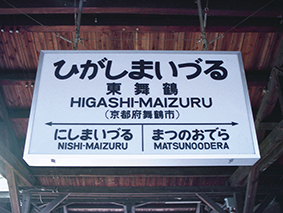 ひがしまいづる
東舞鶴
HIGASHI-MAIZURU
(京都府舞鶴市)
にしまいづる まつのおでら
NISHI-MAIZURU MATSUNOODERA